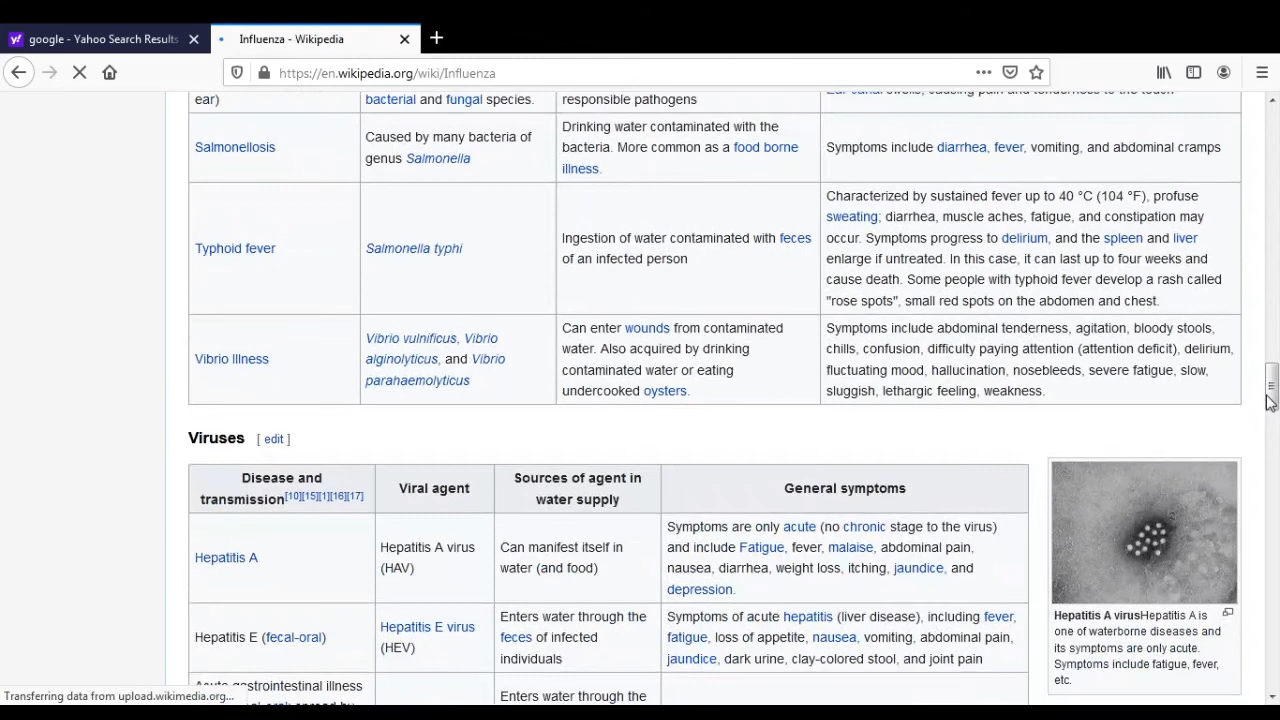 google - Yahoo Search Results
Influenza - Wikipedia
https://en.wikipedia.org/wiki/Influenza
ear)
bacterial and fungal species.
responsible pathogens
Ear canal swells, causing pain and tenderness to the touch
Salmonellosis
Caused by many bacteria of
genus Salmonella
Drinking water contaminated with the
bacteria. More common as a food borne
illness.
Symptoms include diarrhea, fever, vomiting, and abdominal cramps
Typhoid fever
Salmonella typhi
Ingestion of water contaminated with feces
of an infected person
Characterized by sustained fever up to 40 °C (104 °F), profuse
sweating; diarrhea, muscle aches, fatigue, and constipation may
occur. Symptoms progress to delirium, and the spleen and liver
enlarge if untreated. In this case, it can last up to four weeks and
cause death. Some people with typhoid fever develop a rash called
"rose spots", small red spots on the abdomen and chest.
Vibrio Illness
Vibrio vulnificus, Vibrio
alginolyticus, and Vibrio
parahaemolyticus
Can enter wounds from contaminated
water. Also acquired by drinking
contaminated water or eating
undercooked oysters.
Symptoms include abdominal tenderness, agitation, bloody stools,
chills, confusion, difficulty paying attention (attention deficit), delirium,
fluctuating mood, hallucination, nosebleeds, severe fatigue, slow,
sluggish, lethargic feeling, weakness.
Viruses [ edit ]
Disease and
transmission[10][15][1][16][17]
Viral agent
Sources of agent in
water supply
General symptoms
Hepatitis A
Hepatitis A virus
(HAV)
Can manifest itself in
water (and food)
Symptoms are only acute (no chronic stage to the virus)
and include Fatigue, fever, malaise, abdominal pain,
nausea, diarrhea, weight loss, itching, jaundice, and
depression.
Hepatitis E (fecal-oral)
Hepatitis E virus
(HEV)
Enters water through the
feces of infected
individuals
Symptoms of acute hepatitis (liver disease), including fever,
fatigue, loss of appetite, nausea, vomiting, abdominal pain,
jaundice, dark urine, clay-colored stool, and joint pain
Acute gastrointestinal illness
Enters water through the
Hepatitis A virusHepatitis A is
one of waterborne diseases and
its symptoms are only acute.
Symptoms include fatigue, fever,
etc.
Transferring data from upload.wikimedia.org...